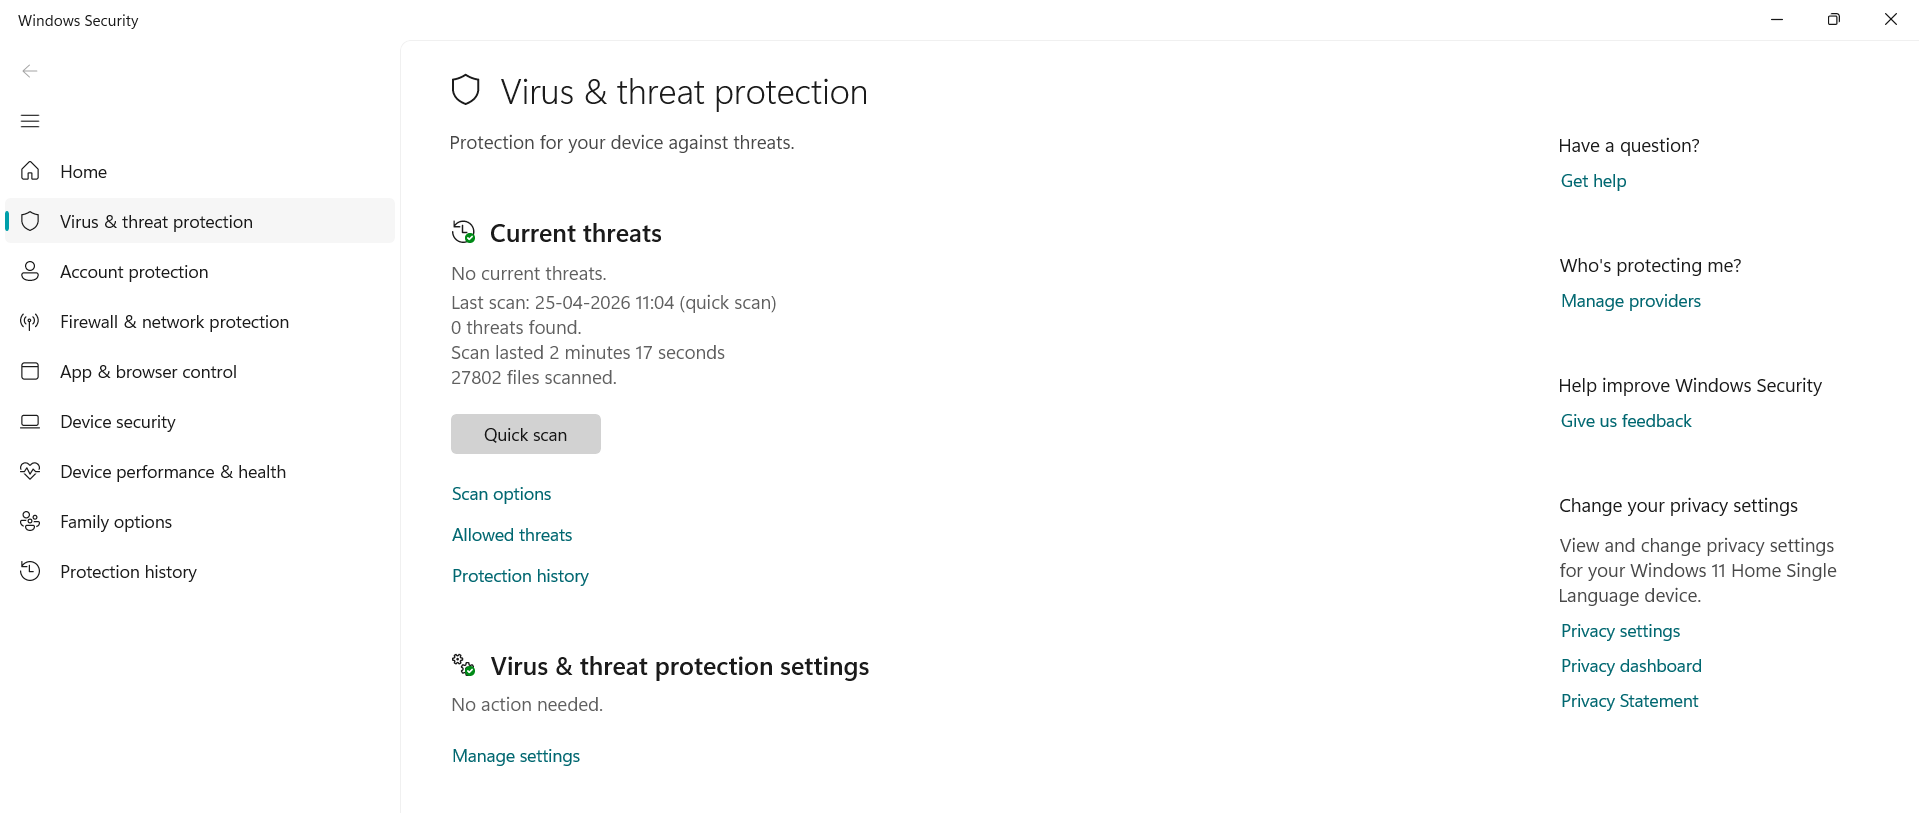 Windows Security
Home
Virus & threat protection
Account protection
Firewall & network protection
App & browser control
Device security
Device performance & health
Family options
Protection history
Virus & threat protection
Protection for your device against threats.
Current threats
No current threats.
Last scan: 25-04-2026 11:04 (quick scan)
0 threats found.
Scan lasted 2 minutes 17 seconds
27802 files scanned.
Quick scan
Scan options
Allowed threats
Protection history
Virus & threat protection settings
No action needed.
Manage settings
Have a question?
Get help
Who's protecting me?
Manage providers
Help improve Windows Security
Give us feedback
Change your privacy settings
View and change privacy settings
for your Windows 11 Home Single
Language device.
Privacy settings
Privacy dashboard
Privacy Statement